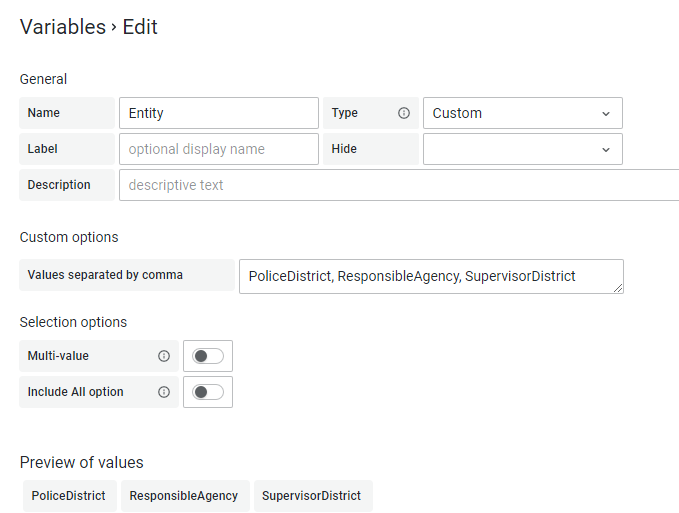 Variables › Edit
General
Name Entity Type Custom
Label optional display name Hide
Description descriptive text
Custom options
Values separated by comma PoliceDistrict, ResponsibleAgency, SupervisorDistrict
Selection options
Multi-value
Include All option
Preview of values
PoliceDistrict ResponsibleAgency SupervisorDistrict